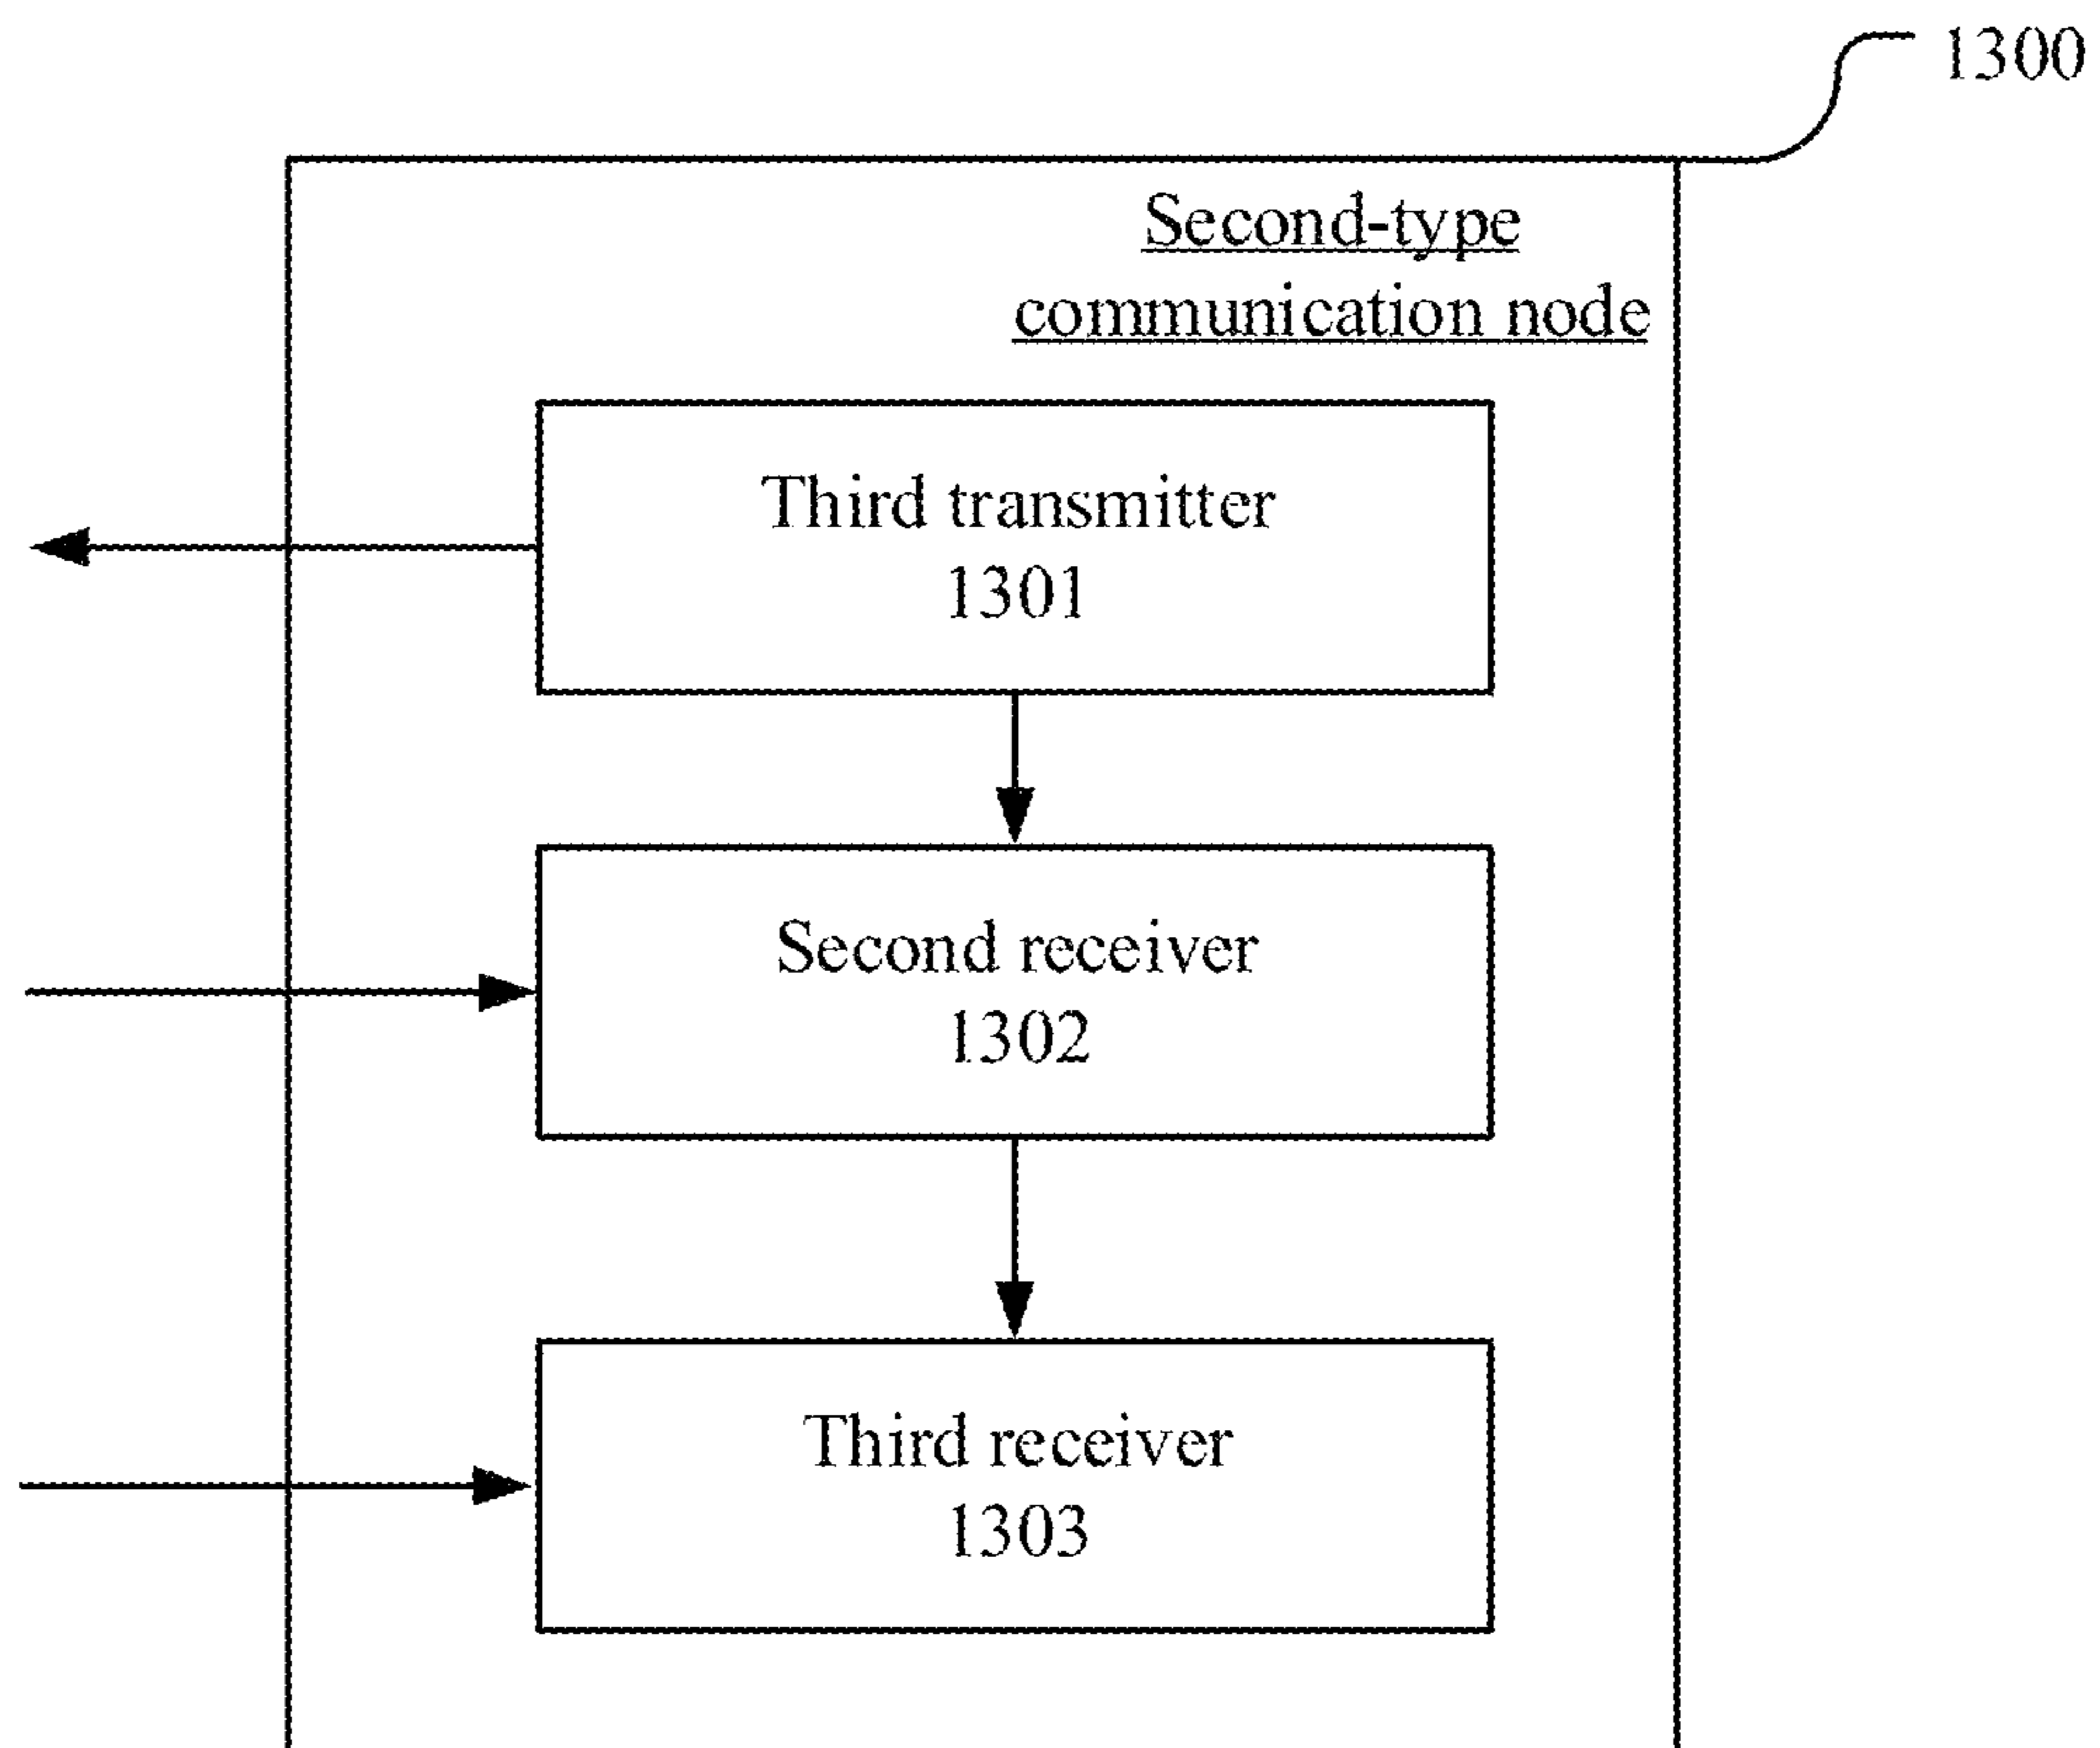 1300
Second-type
communication node
Third transmitter
1301
Second receiver
1302
Third receiver
1303